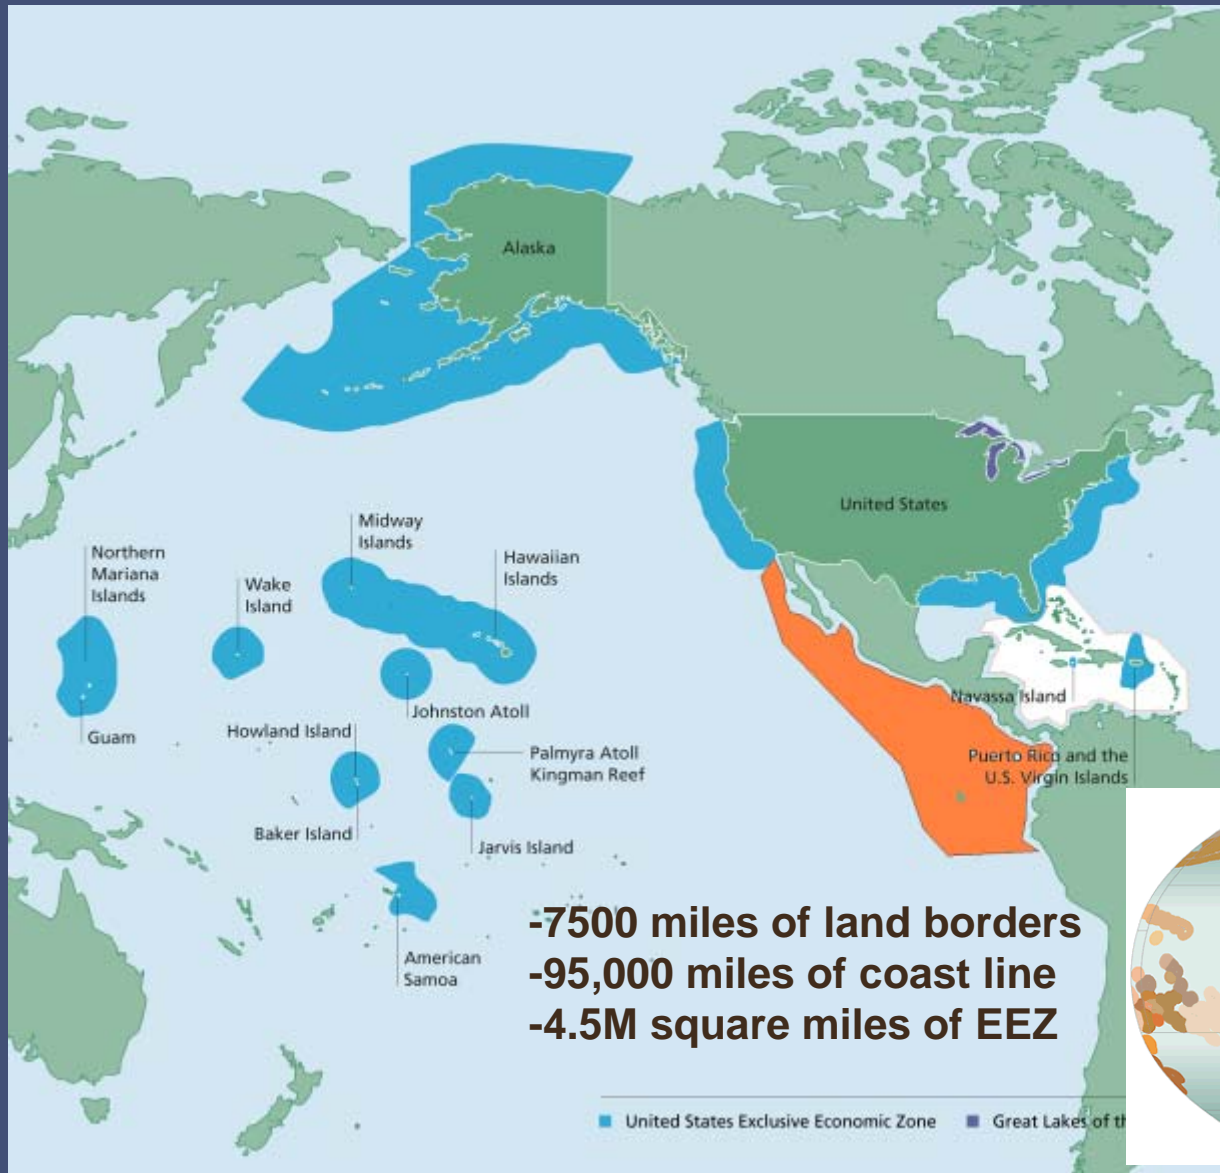 Alaska
United States
Midway
Islands
Northern
Mariana
Islands
Hawaiian
Islands
Wake
Island
Navassa Island
Johnston Atoll
Guam
Howland Island
Palmyra Atoll
Kingman Reef
Puerto Rico and the
U.S. Virgin Islands
Baker Island
Jarvis Island
American
Samoa
-7500 miles of land borders
-95,000 miles of coast line
-4.5M square miles of EEZ
United States Exclusive Economic Zone
Great Lakes of